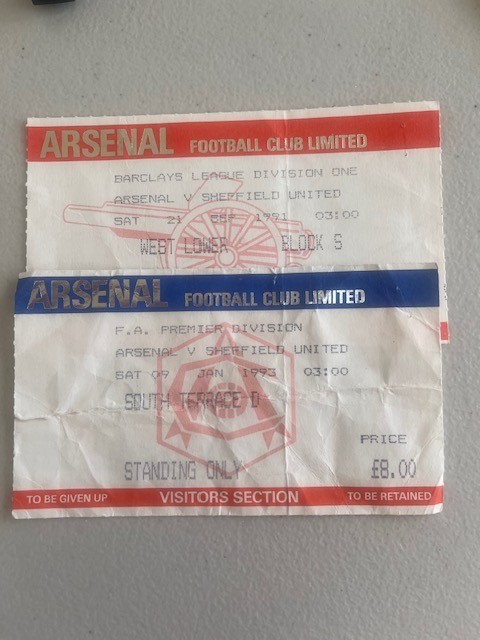 ARSENAL FOOTBALL CLUB LIMITED
BARCLAYS LEAGUE DIVISION ONE
ARSENAL V SHEFFIELD UNITED
SAT 21 SEP 1991 03:00
WEST LOWER BLOCK S
ARSENAL FOOTBALL CLUB LIMITED
F.A. PREMIER DIVISION
ARSENAL V SHEFFIELD UNITED
SAT 09 JAN 1993 03:00
SOUTH TERRACE D
PRICE
STANDING ONLY £8.00
TO BE GIVEN UP VISITORS SECTION TO BE RETAINED